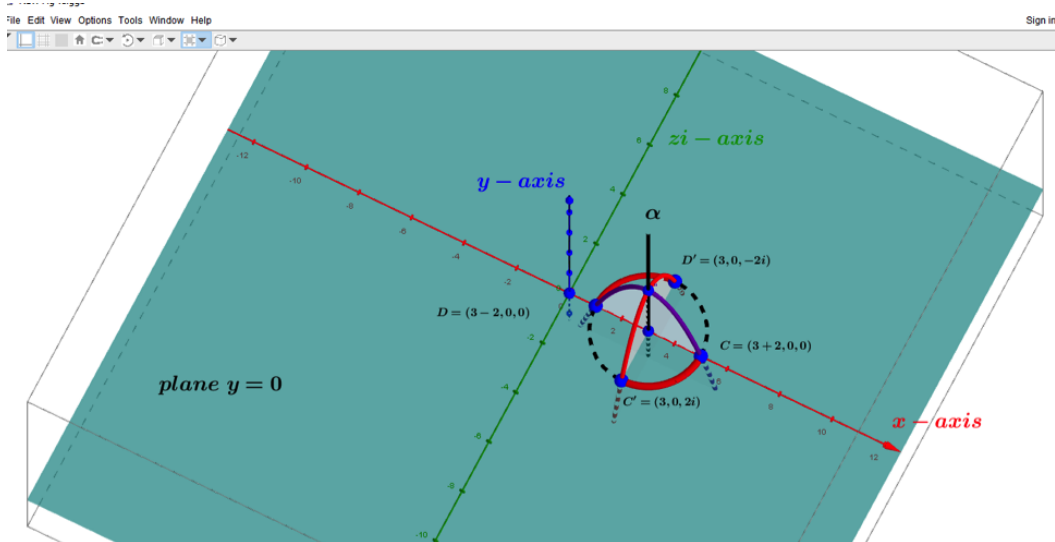 File Edit View Options Tools Window Help
Sign in
8
zi – axis
6
y – axis
4
α
2
D′ = (3, 0, −2i)
-12
-10
-8
-6
-4
-2
D = (3 − 2, 0, 0)
2
4
C = (3 + 2, 0, 0)
-2
6
plane y = 0
C′ = (3, 0, 2i)
-4
8
x – axis
10
-6
12
-8
-10